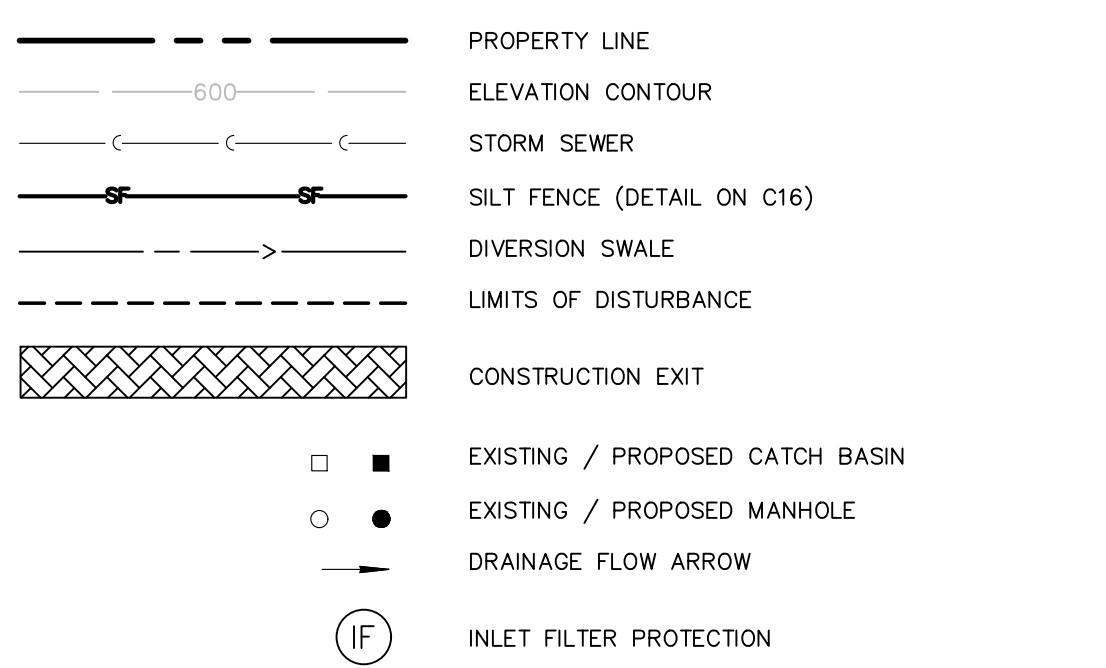 PROPERTY LINE
600 ELEVATION CONTOUR
STORM SEWER
SF SF SILT FENCE (DETAIL ON C16)
DIVERSION SWALE
LIMITS OF DISTURBANCE
CONSTRUCTION EXIT
EXISTING / PROPOSED CATCH BASIN
EXISTING / PROPOSED MANHOLE
DRAINAGE FLOW ARROW
IF INLET FILTER PROTECTION